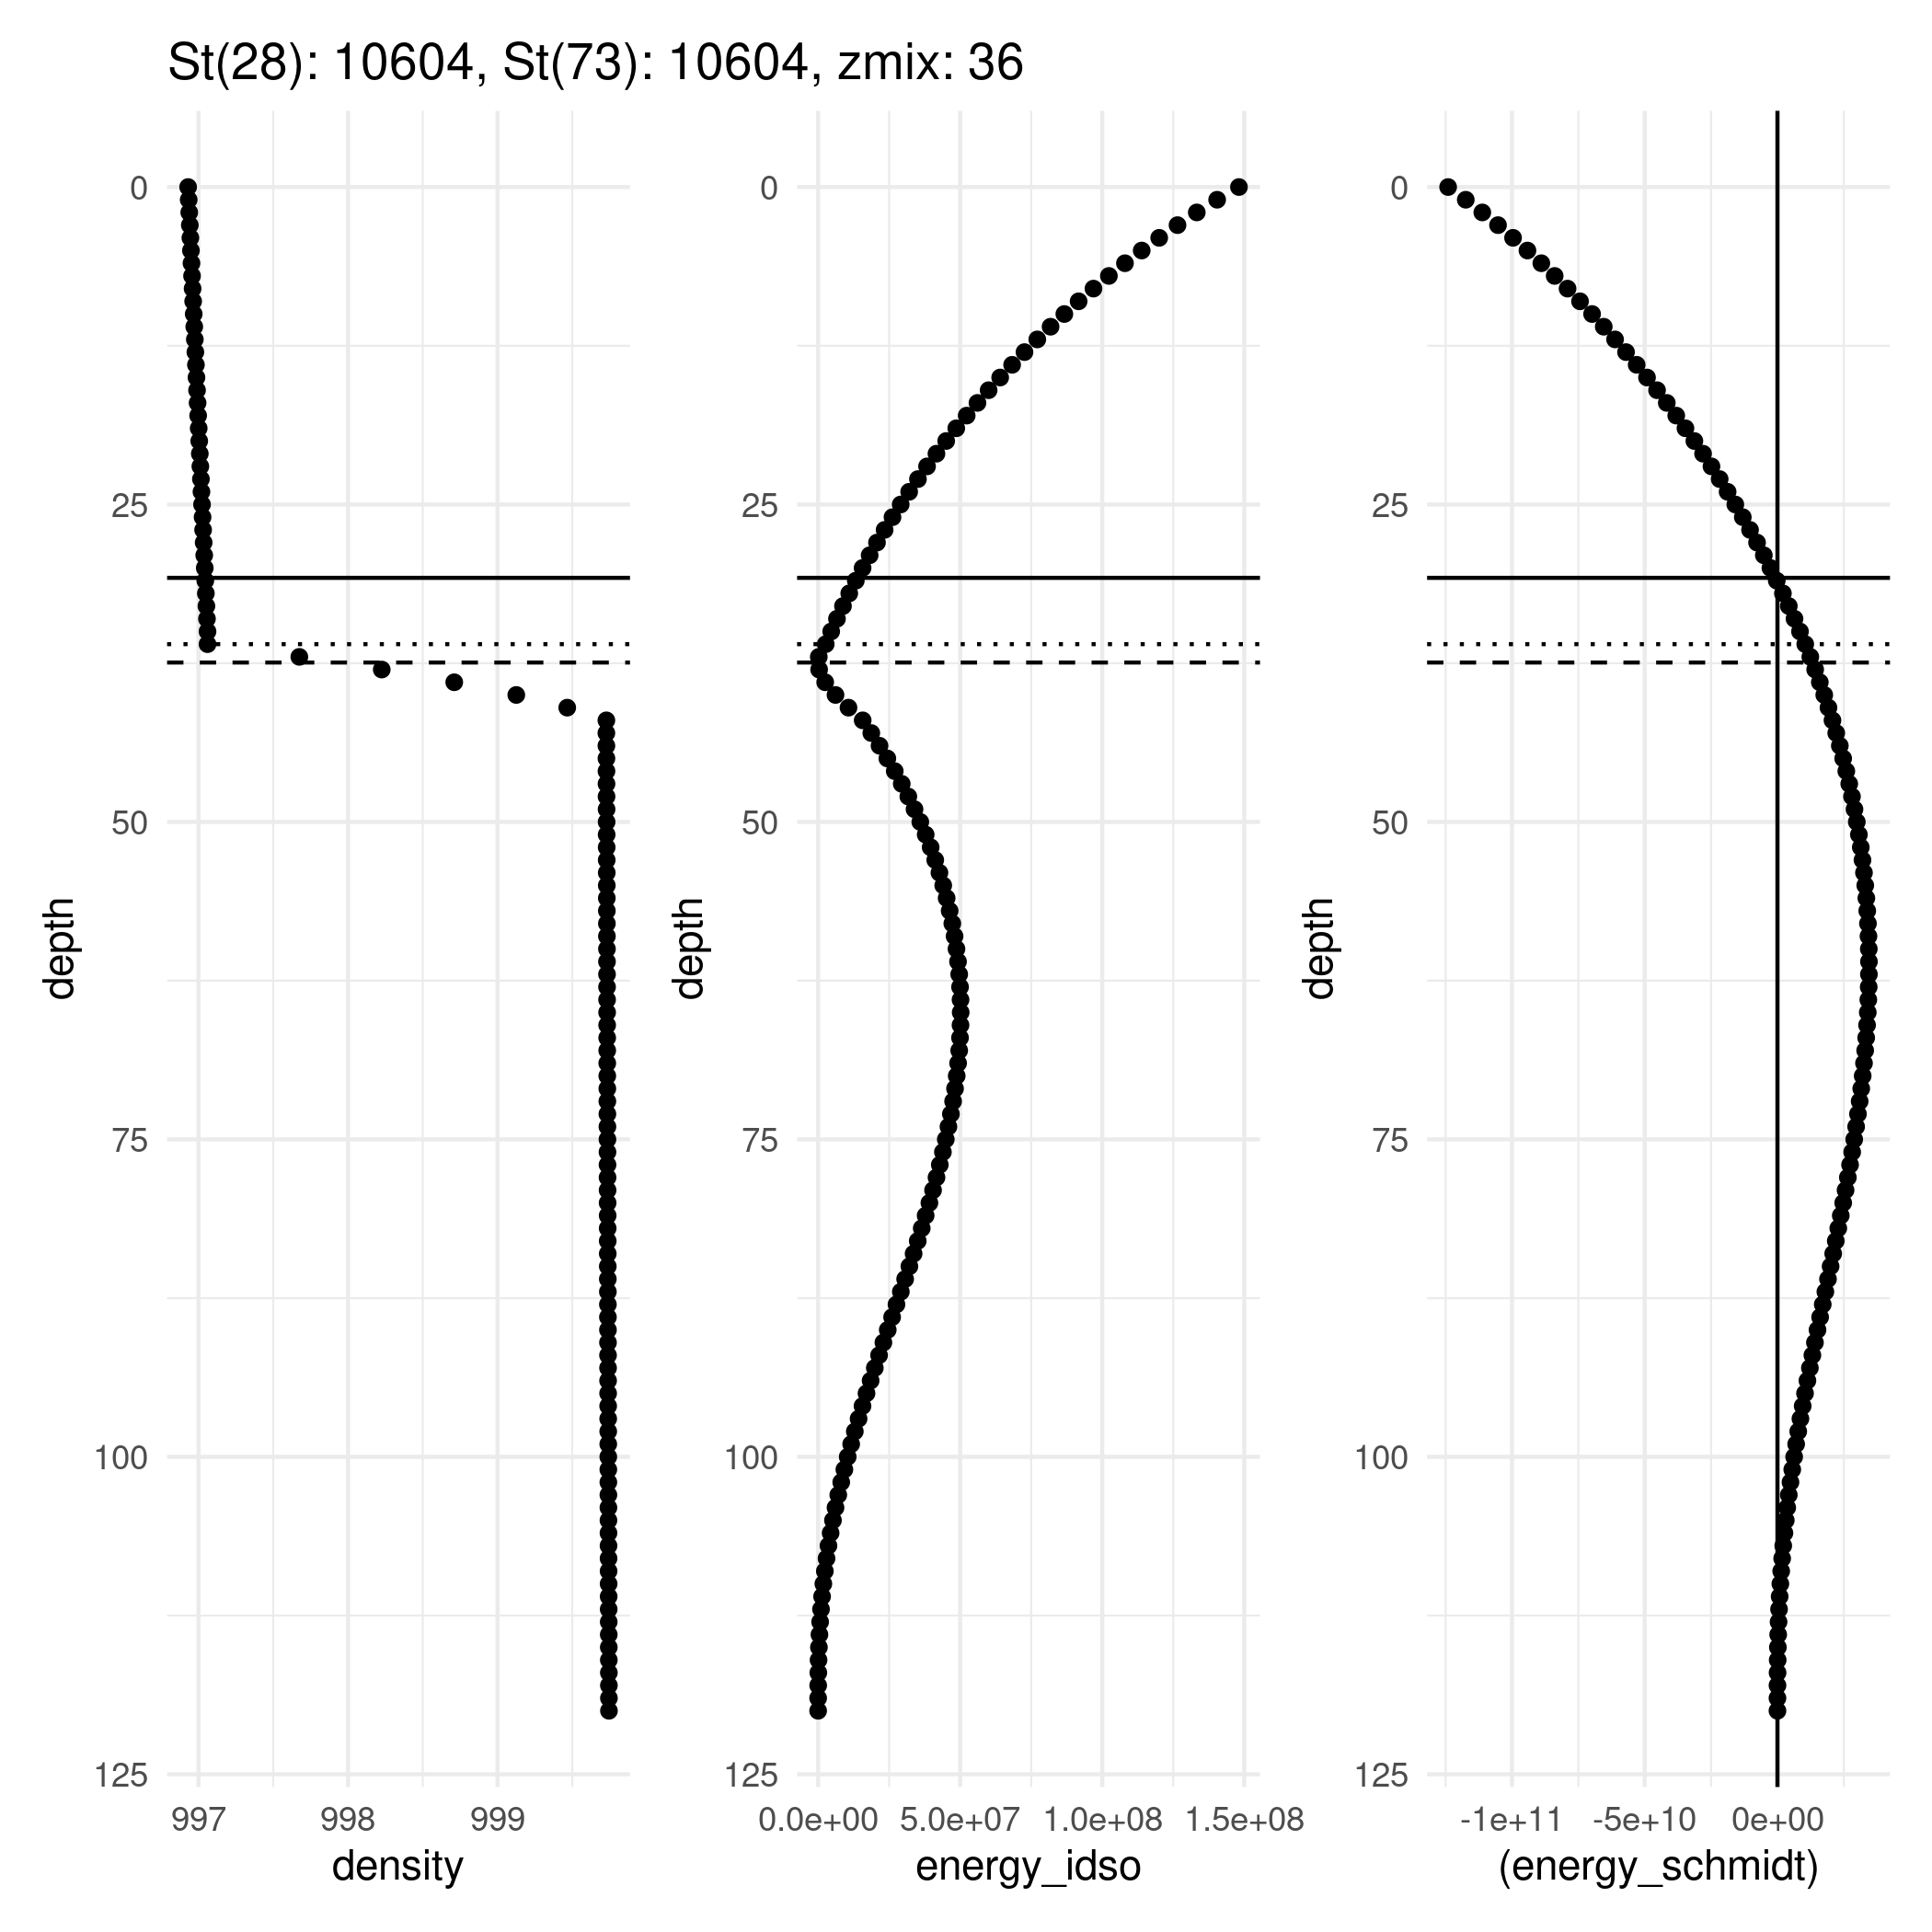 St(28): 10604, St(73): 10604, zmix: 36
0
25
50
75
100
125
depth
997 998 999
density
0
25
50
75
100
125
depth
0.0e+00 5.0e+07 1.0e+08 1.5e+08
energy_idso
0
25
50
75
100
125
depth
-1e+11 -5e+10 0e+00
(energy_schmidt)